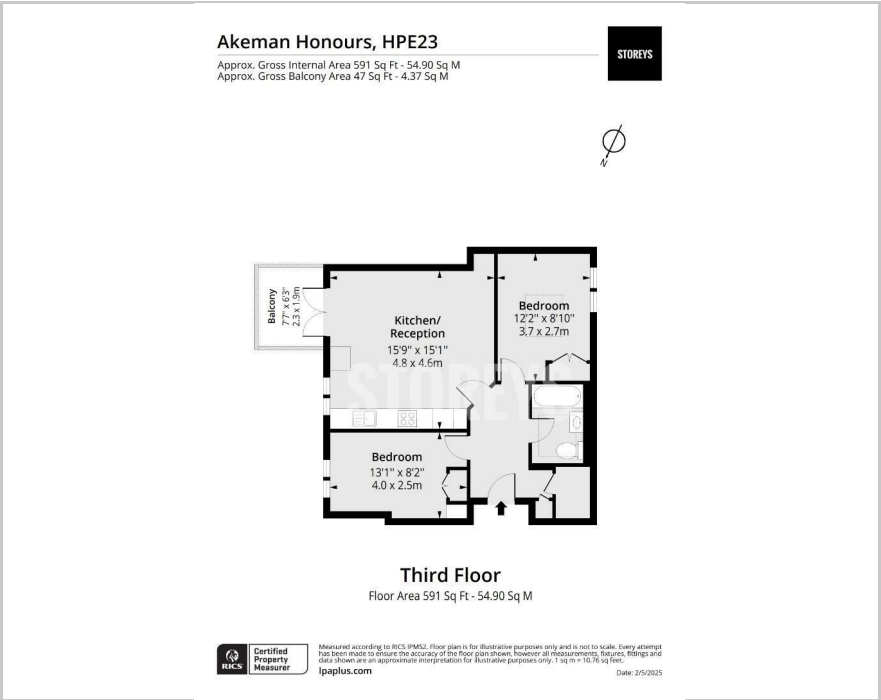 Akeman Honours, HPE23
Approx. Gross Internal Area 591 Sq Ft - 54.90 Sq M
Approx. Gross Balcony Area 47 Sq Ft - 4.37 Sq M
STOREYS
N
Balcony
7'7" x 6'3"
2.3 x 1.9m
Kitchen/
Reception
15'9" x 15'1"
4.8 x 4.6m
Bedroom
12'2" x 8'10"
3.7 x 2.7m
STOREYS
Bedroom
13'1" x 8'2"
4.0 x 2.5m
Third Floor
Floor Area 591 Sq Ft - 54.90 Sq M
RICS
Certified
Property
Measurer
Measured according to RICS IPMS2. Floor plan is for illustrative purposes only and is not to scale. Every attempt
has been made to ensure the accuracy of the floor plan shown, however all measurements, fixtures, fittings and
data shown are an approximate interpretation for illustrative purposes only. 1 sq m = 10.76 sq feet.
lpaplus.com
Date: 2/5/2025